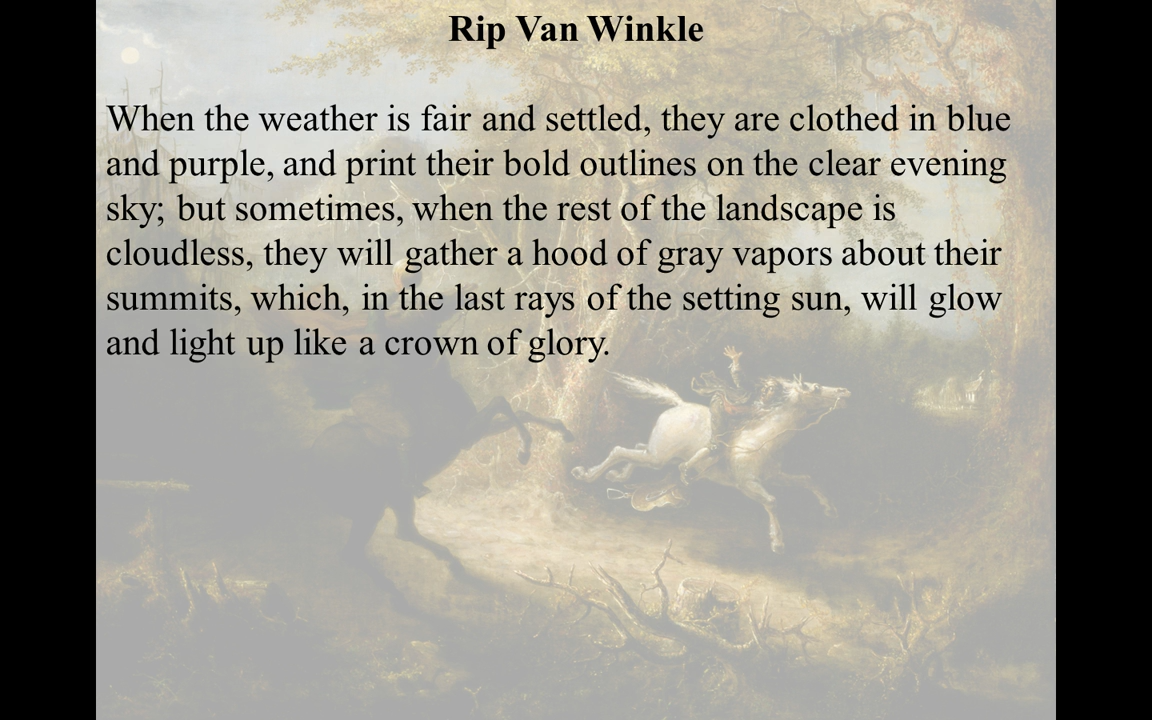 Rip Van Winkle
When the weather is fair and settled, they are clothed in blue
and purple, and print their bold outlines on the clear evening
sky; but sometimes, when the rest of the landscape is
cloudless, they will gather a hood of gray vapors about their
summits, which, in the last rays of the setting sun, will glow
and light up like a crown of glory.